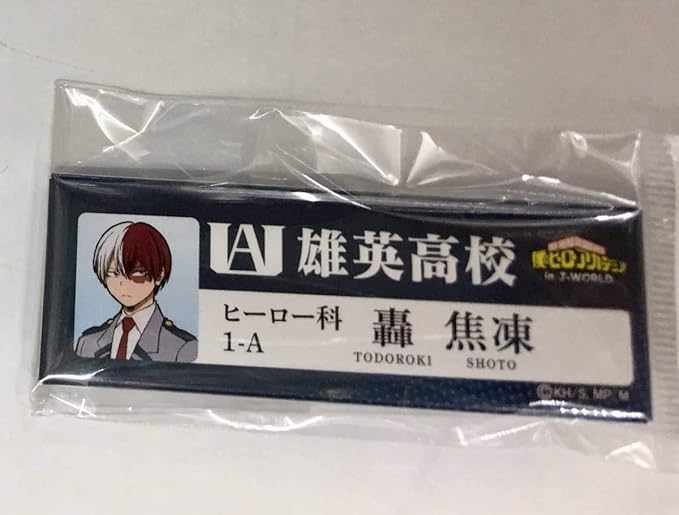 UA 雄英高校
僕のヒーローアカデミア
in J-WORLD
ヒーロー科
1-A
轟 焦凍
TODOROKI SHOTO
©KH/S, MP, M